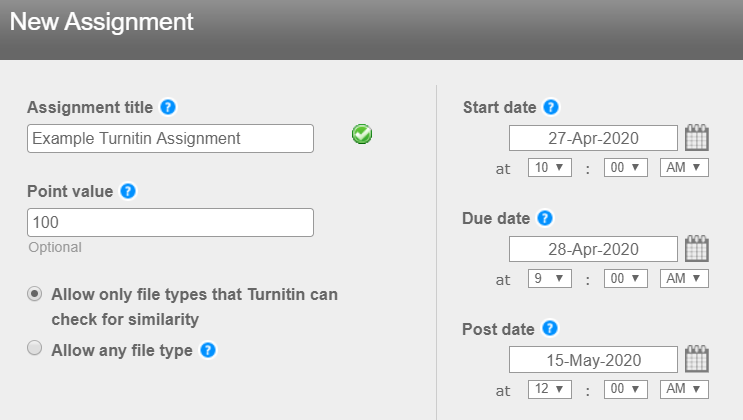 New Assignment
Assignment title ?
Example Turnitin Assignment
Point value ?
100
Optional
Allow only file types that Turnitin can
check for similarity
Allow any file type ?
Start date ?
27-Apr-2020
at 10 : 00 AM
Due date ?
28-Apr-2020
at 9 : 00 AM
Post date ?
15-May-2020
at 12 : 00 AM